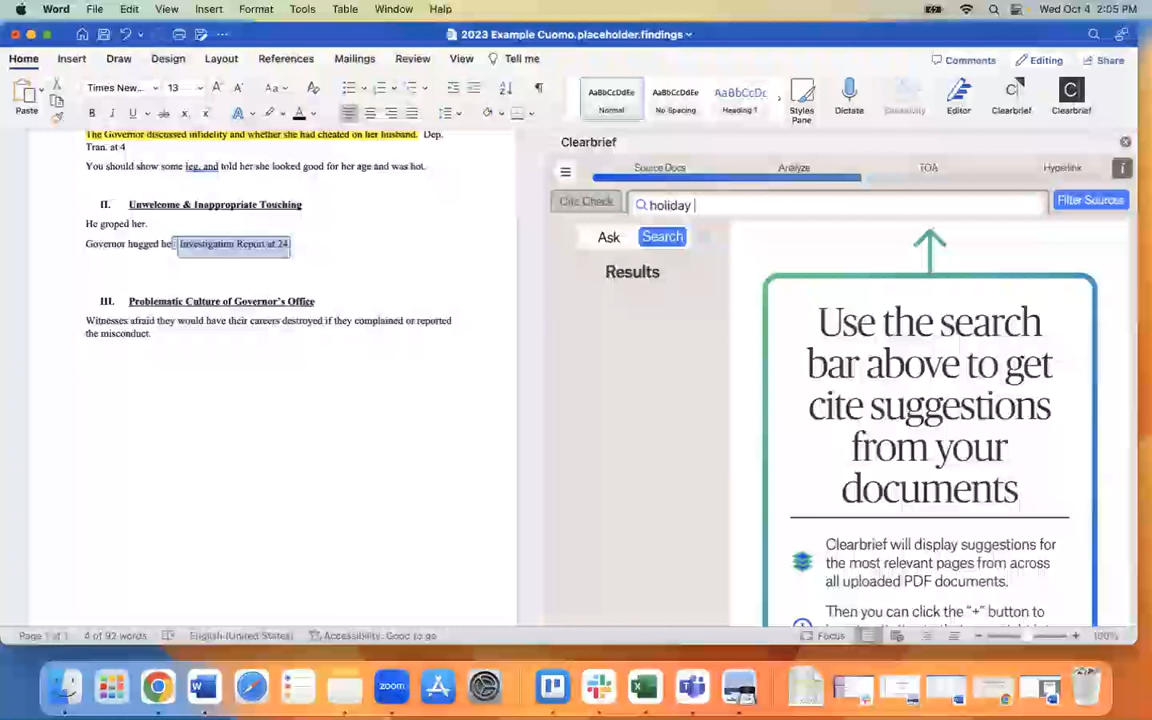 Word File Edit View Insert Format Tools Table Window Help Wed Oct 4 2:05 PM
2023 Example Cuomo.placeholder.findings
Home Insert Draw Design Layout References Mailings Review View Tell me Comments Editing Share
Paste Times New... 13 AaBbCcDdEe AaBbCcDdEe AaBbCcDc
Normal No Spacing Heading 1 Styles Pane Dictate Sensitivity Editor Clearbrief Clearbrief
The Governor discussed infidelity and whether she had cheated on her husband. Dep.
Tran. at 4
You should show some leg, and told her she looked good for her age and was hot.
II. Unwelcome & Inappropriate Touching
He groped her.
Governor hugged he Investigation Report at 24
III. Problematic Culture of Governor's Office
Witnesses afraid they would have their careers destroyed if they complained or reported
the misconduct.
Clearbrief
Source Docs Analyze TOA Hyperlink i
Cite Check holiday Filter Sources
Ask Search
Results
Use the search
bar above to get
cite suggestions
from your
documents
Clearbrief will display suggestions for
the most relevant pages from across
all uploaded PDF documents.
Then you can click the "+" button to
Page 1 of 1 4 of 92 words English (United States) Accessibility: Good to go Focus 100%
zoom